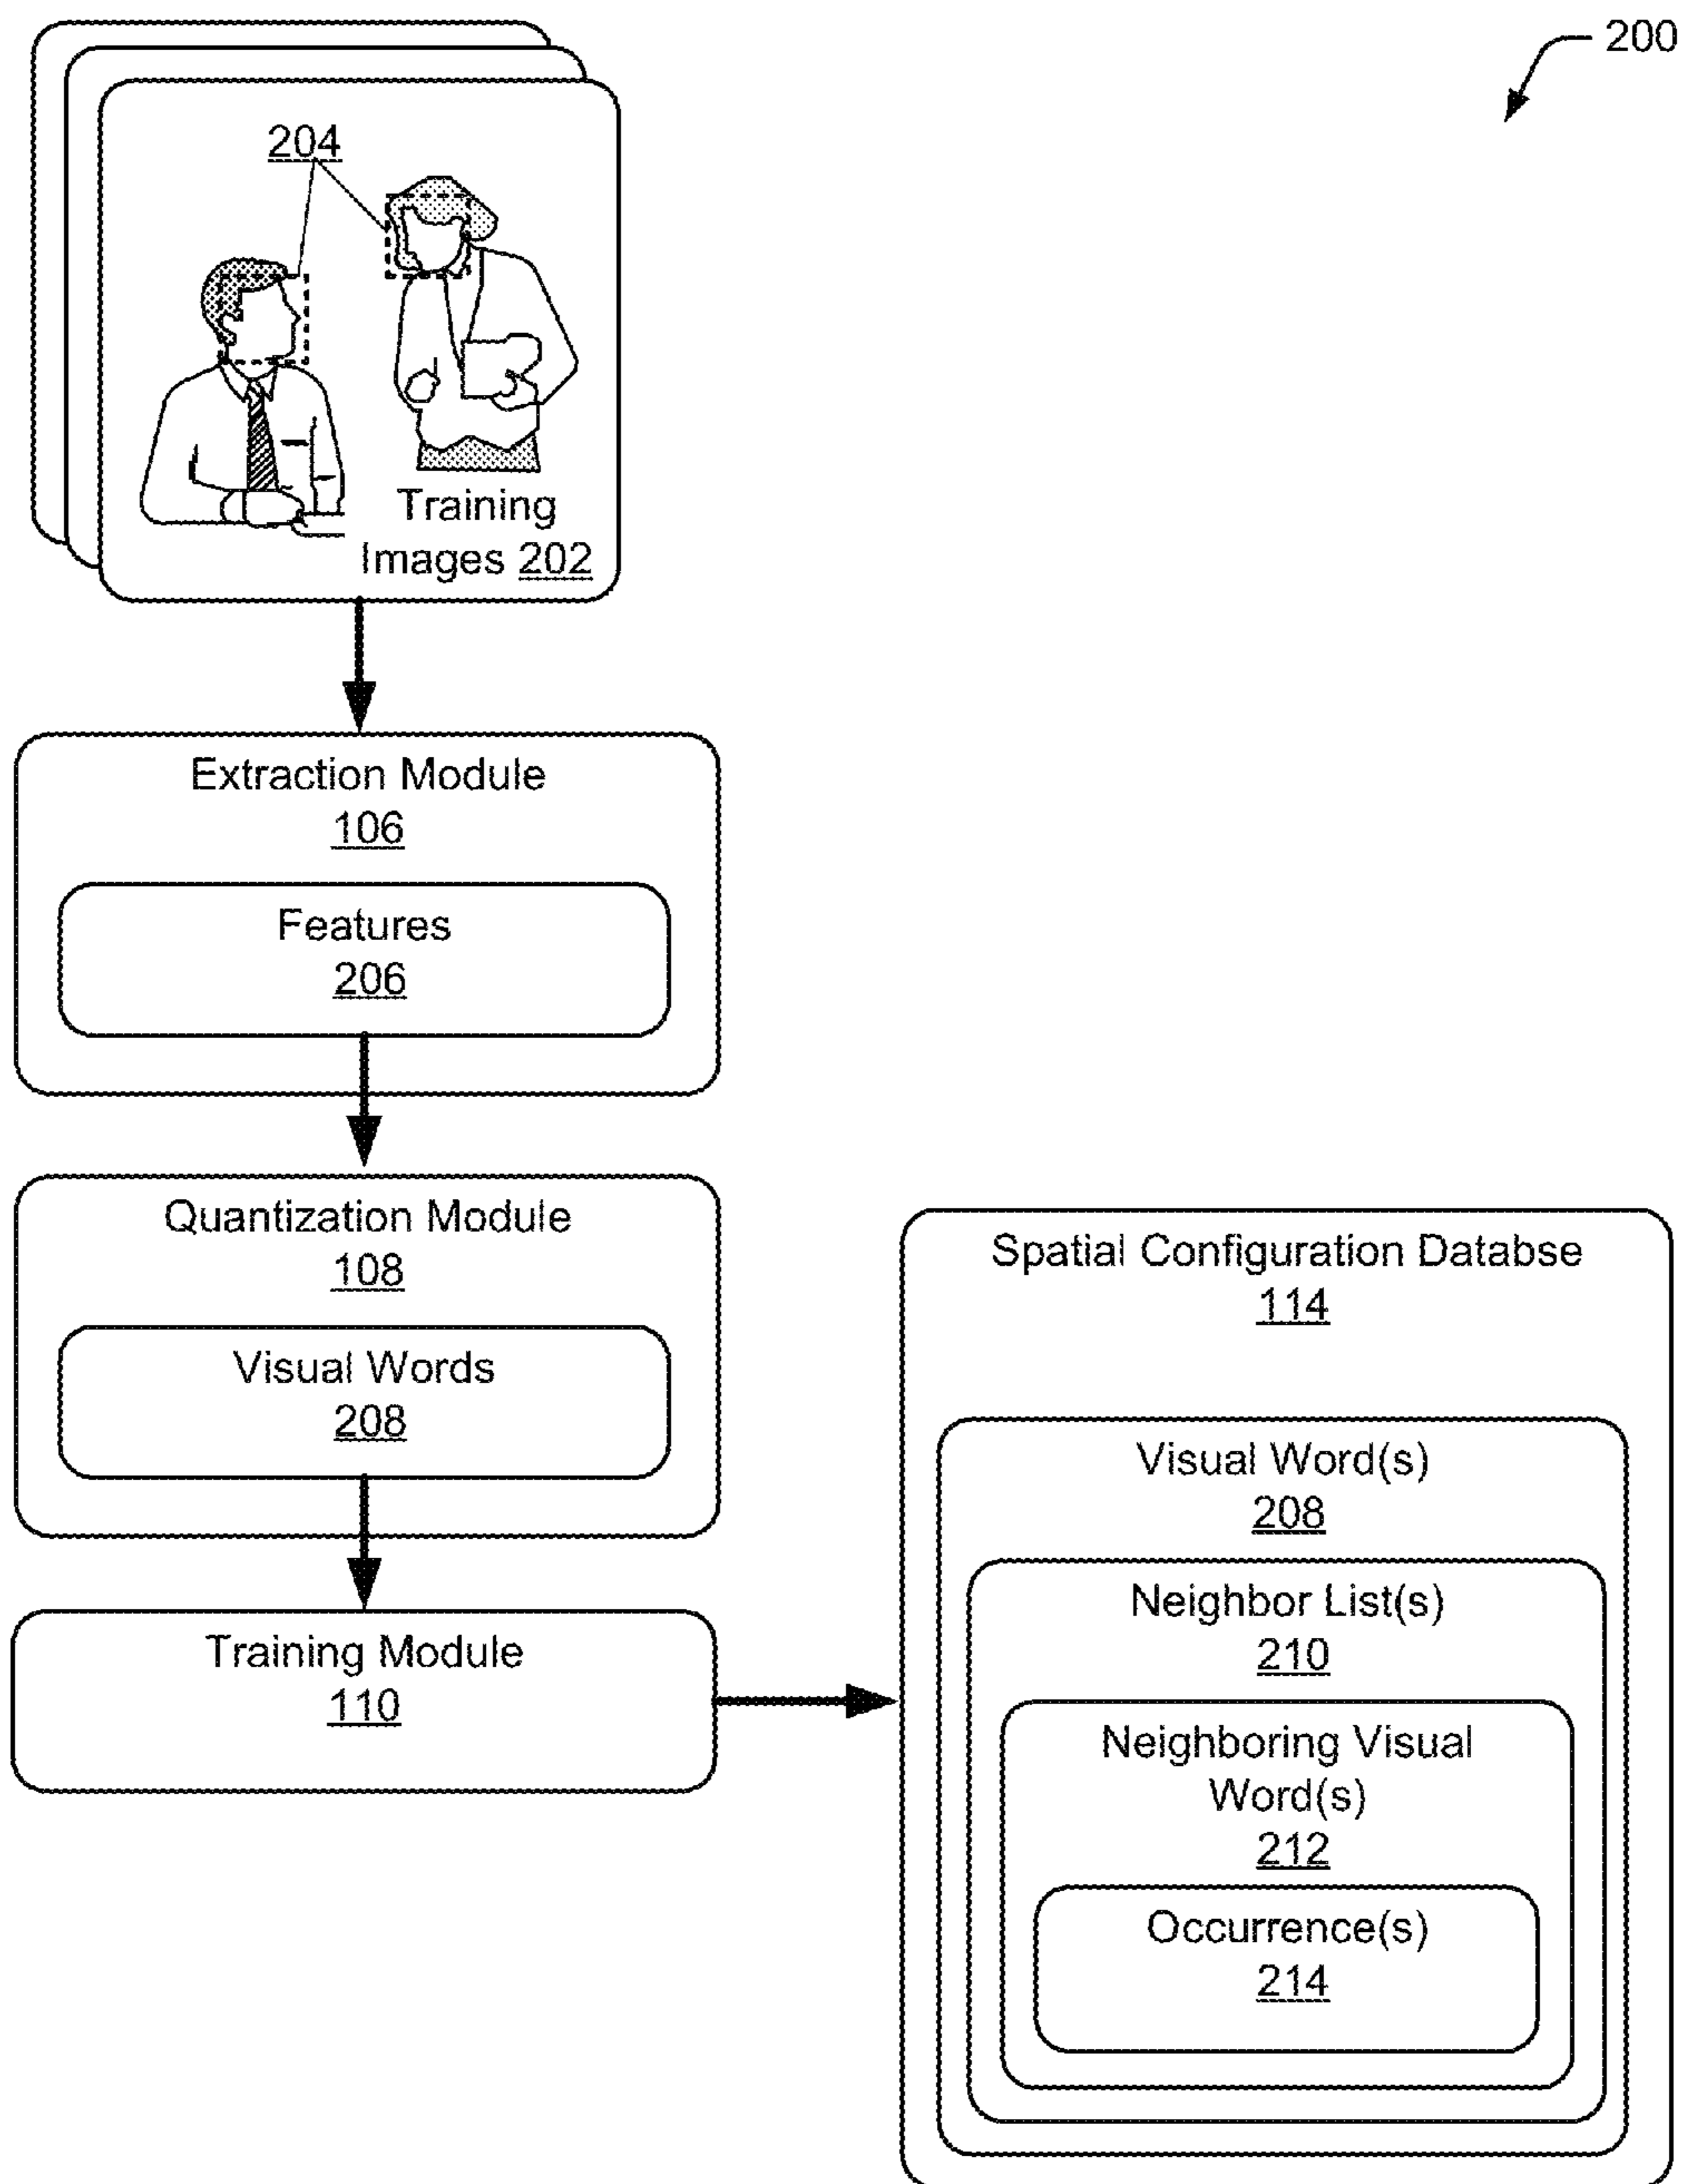 200
204
Training
Images 202
Extraction Module
106
Features
206
Quantization Module
108
Visual Words
208
Training Module
110
Spatial Configuration Databse
114
Visual Word(s)
208
Neighbor List(s)
210
Neighboring Visual
Word(s)
212
Occurrence(s)
214